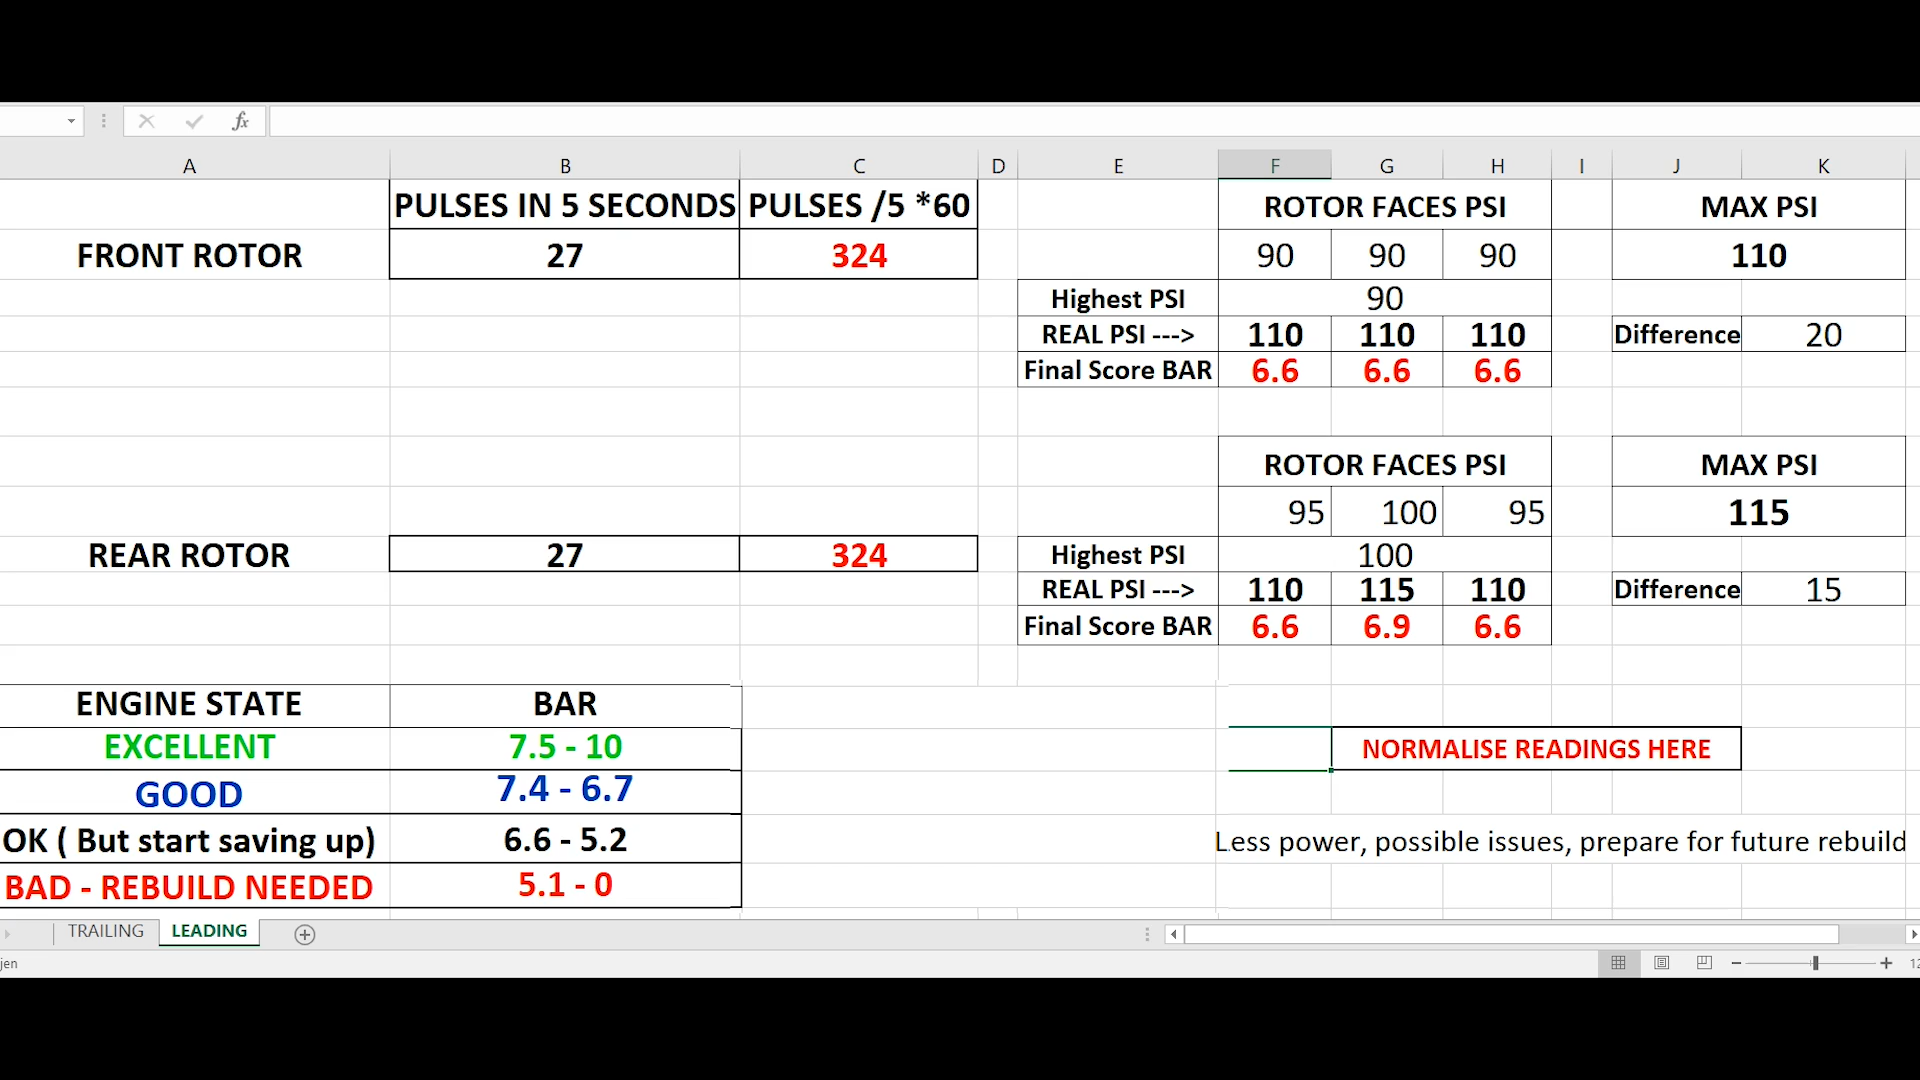 fx
A B C D E F G H I J K
PULSES IN 5 SECONDS PULSES /5 *60 ROTOR FACES PSI MAX PSI
FRONT ROTOR 27 324 90 90 90 110
Highest PSI 90
REAL PSI ---> 110 110 110 Difference 20
Final Score BAR 6.6 6.6 6.6
ROTOR FACES PSI MAX PSI
95 100 95 115
REAR ROTOR 27 324 Highest PSI 100
REAL PSI ---> 110 115 110 Difference 15
Final Score BAR 6.6 6.9 6.6
ENGINE STATE BAR
EXCELLENT 7.5 - 10 NORMALISE READINGS HERE
GOOD 7.4 - 6.7
OK ( But start saving up) 6.6 - 5.2 Less power, possible issues, prepare for future rebuild
BAD - REBUILD NEEDED 5.1 - 0
TRAILING LEADING
jen